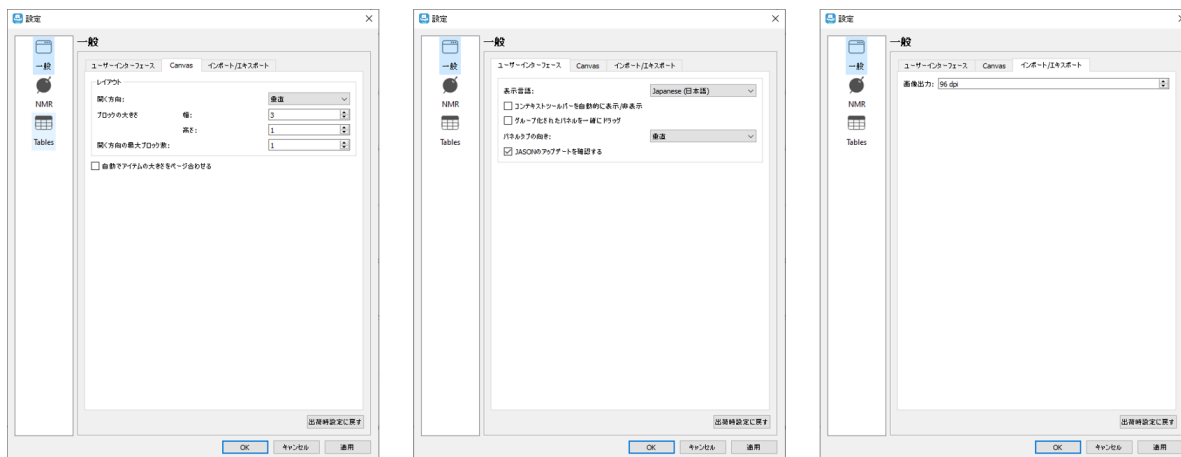 設定
一般
NMR
Tables
一般
ユーザーインターフェース Canvas インポート/エキスポート
レイアウト
開く方向: 垂直
ブロックの大きさ 幅: 3
高さ: 1
開く方向の最大ブロック数: 1
自動でアイテムの大きさをページ合わせる
出荷時設定に戻す
OK キャンセル 適用
設定
一般
NMR
Tables
一般
ユーザーインターフェース Canvas インポート/エキスポート
表示言語: Japanese (日本語)
コンテキストツールバーを自動的に表示/非表示
グループ化されたパネルを一緒にドラッグ
パネルタブの向き: 垂直
JASONのアップデートを確認する
出荷時設定に戻す
OK キャンセル 適用
設定
一般
NMR
Tables
一般
ユーザーインターフェース Canvas インポート/エキスポート
画像出力: 96 dpi
出荷時設定に戻す
OK キャンセル 適用